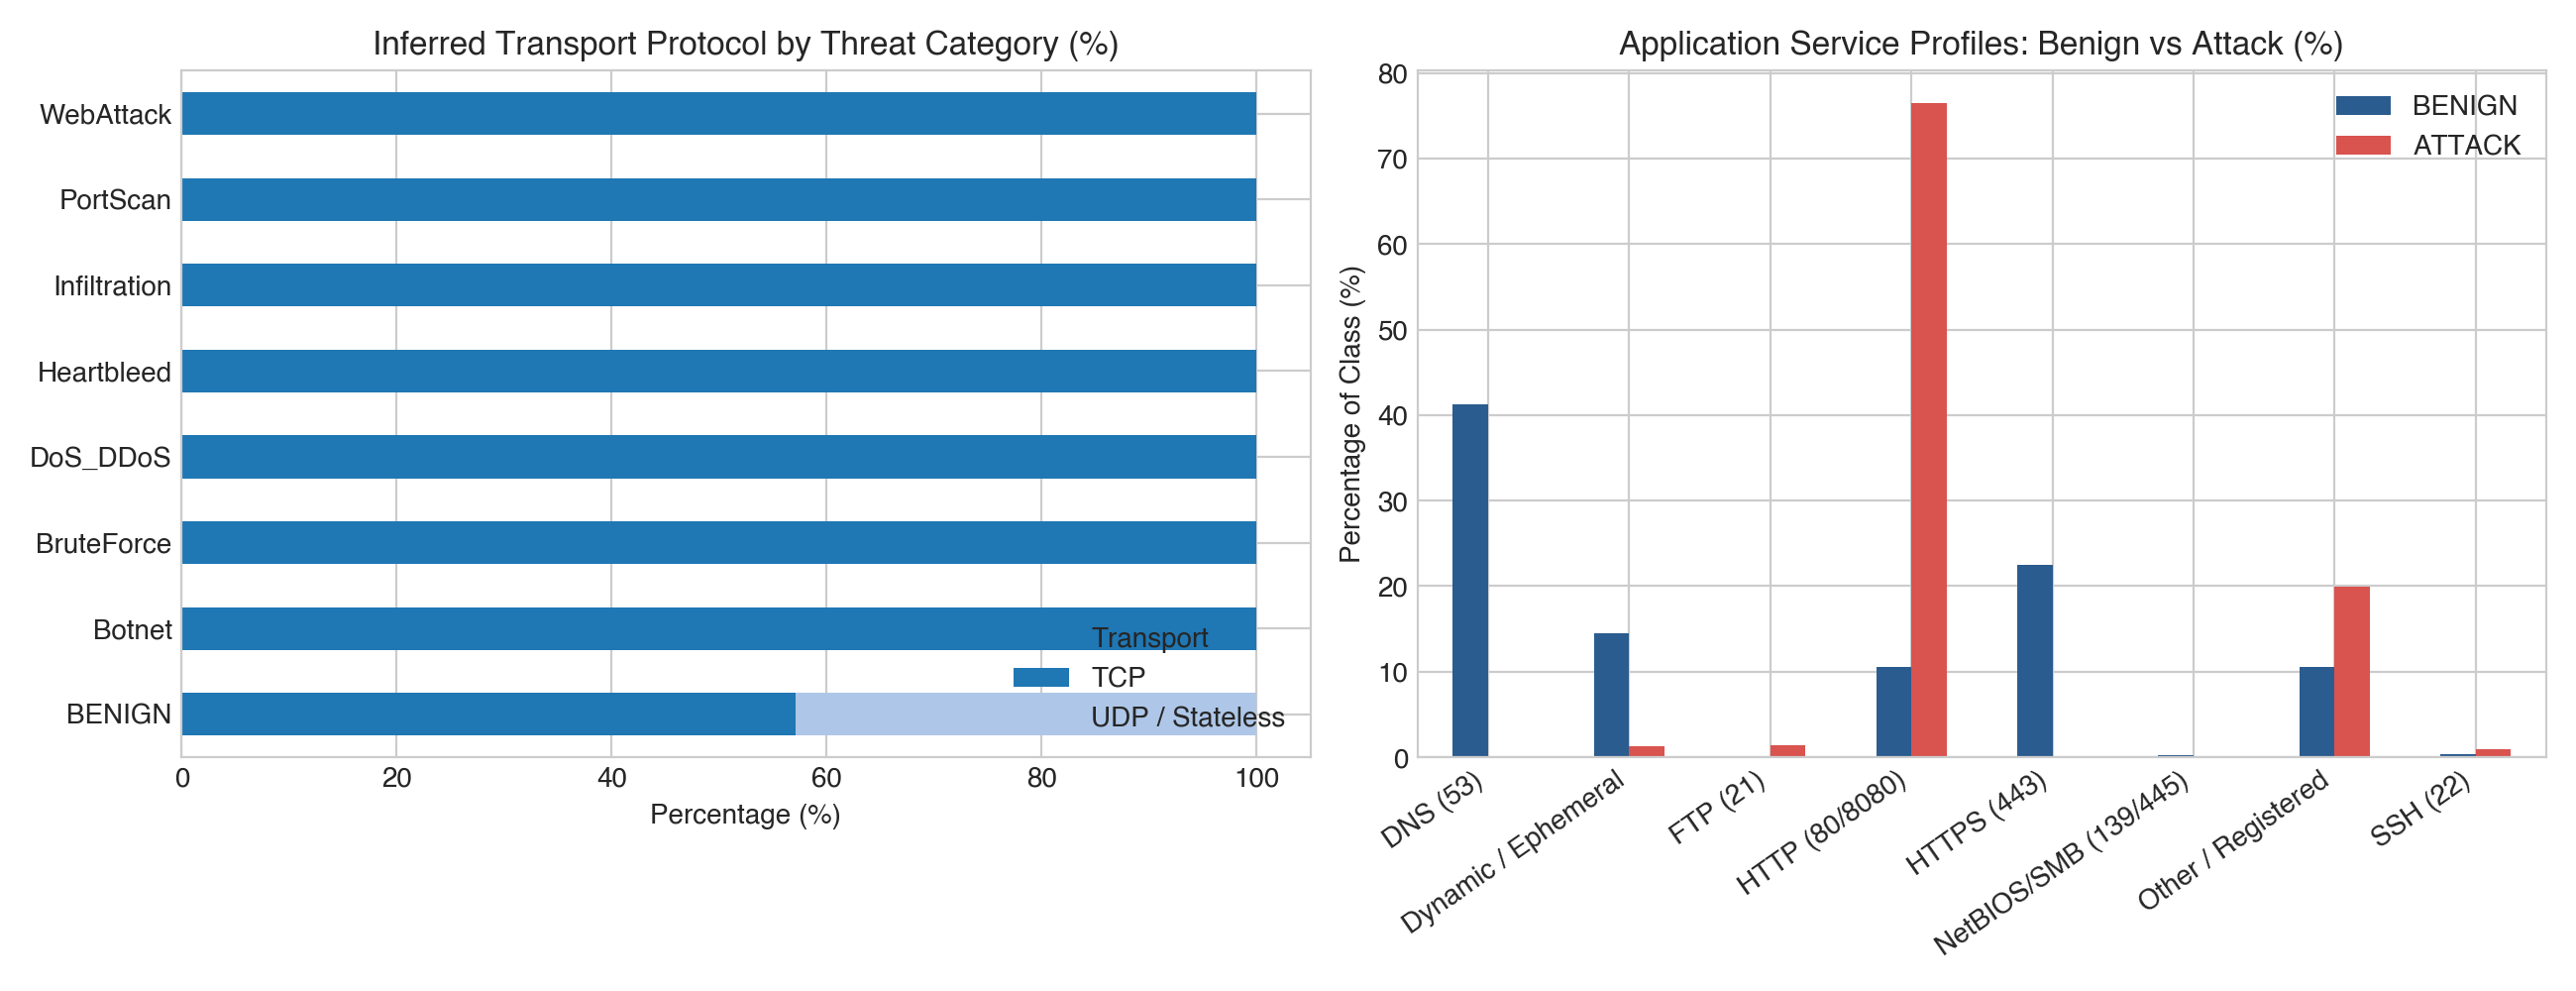 Inferred Transport Protocol by Threat Category (%)
WebAttack
PortScan
Infiltration
Heartbleed
DoS_DDoS
BruteForce
Botnet
BENIGN
Transport
TCP
UDP / Stateless
0 20 40 60 80 100
Percentage (%)
Application Service Profiles: Benign vs Attack (%)
BENIGN
ATTACK
Percentage of Class (%)
80
70
60
50
40
30
20
10
0
DNS (53)
Dynamic / Ephemeral
FTP (21)
HTTP (80/8080)
HTTPS (443)
NetBIOS/SMB (139/445)
Other / Registered
SSH (22)